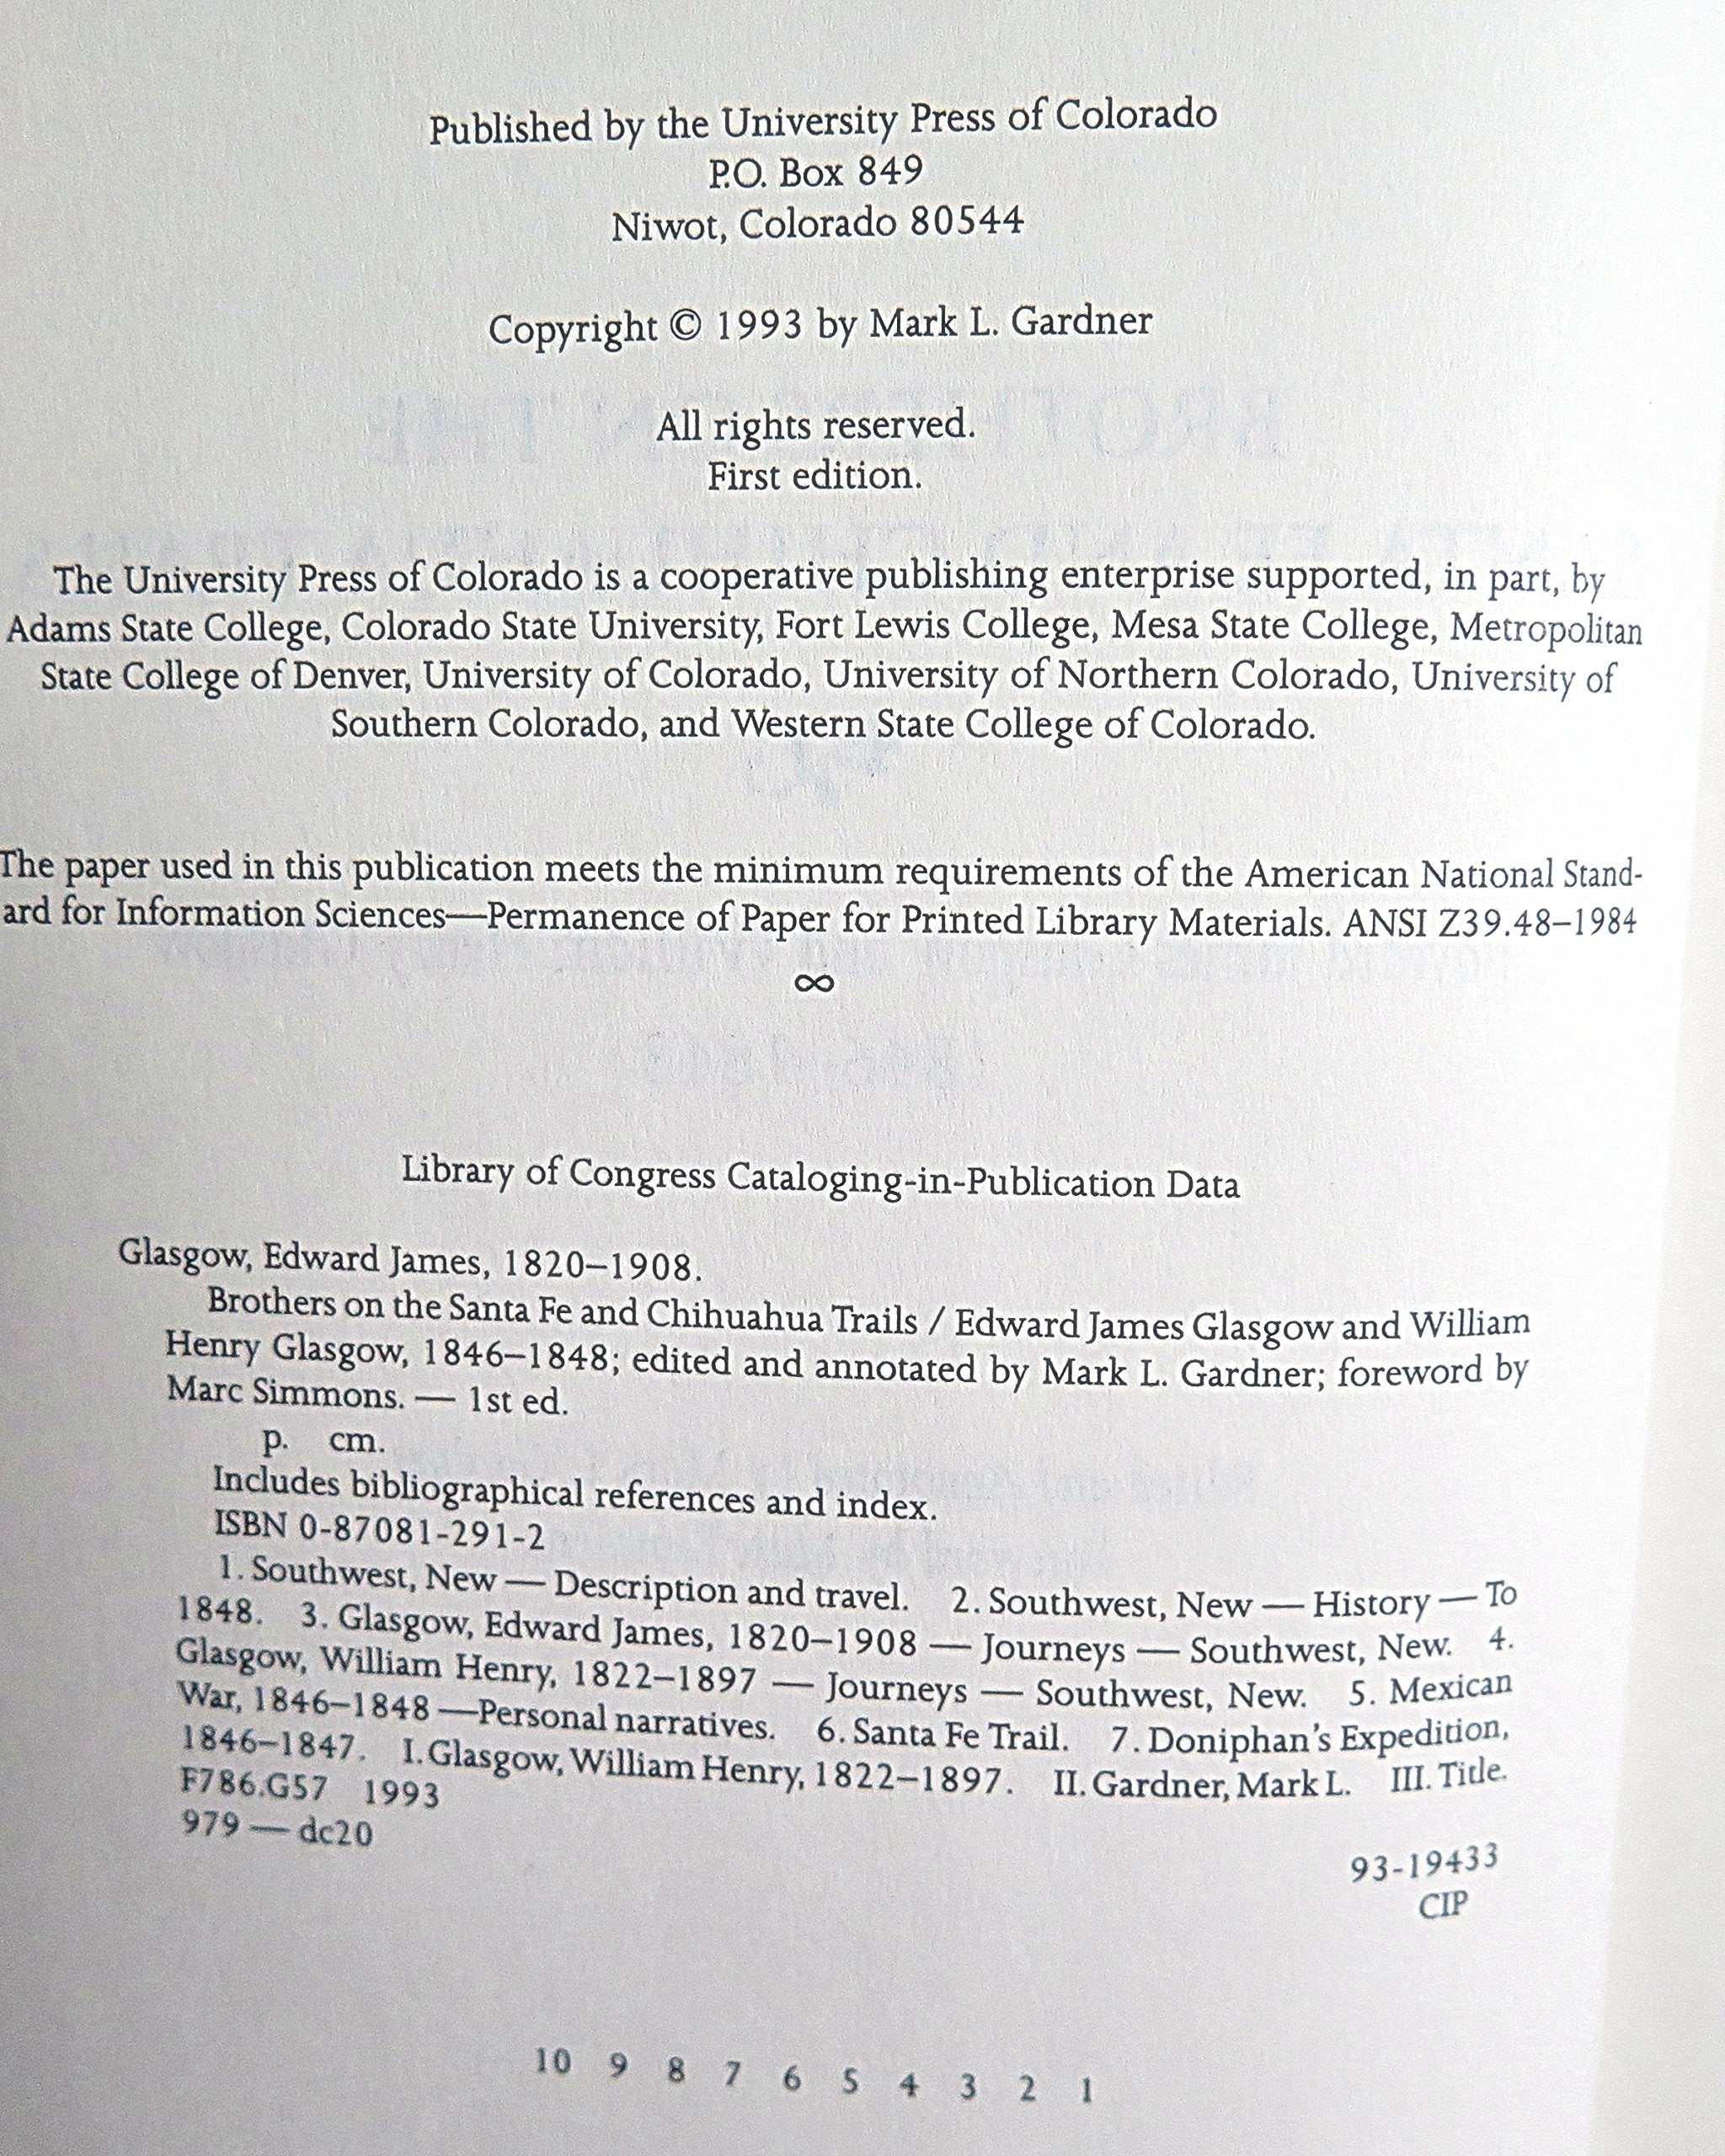 Published by the University Press of Colorado
P.O. Box 849
Niwot, Colorado 80544
Copyright © 1993 by Mark L. Gardner
All rights reserved.
First edition.
The University Press of Colorado is a cooperative publishing enterprise supported, in part, by
Adams State College, Colorado State University, Fort Lewis College, Mesa State College, Metropolitan
State College of Denver, University of Colorado, University of Northern Colorado, University of
Southern Colorado, and Western State College of Colorado.
The paper used in this publication meets the minimum requirements of the American National Stand-
ard for Information Sciences—Permanence of Paper for Printed Library Materials. ANSI Z39.48–1984
∞
Library of Congress Cataloging-in-Publication Data
Glasgow, Edward James, 1820–1908.
Brothers on the Santa Fe and Chihuahua Trails / Edward James Glasgow and William
Henry Glasgow, 1846–1848; edited and annotated by Mark L. Gardner; foreword by
Marc Simmons. — 1st ed.
p. cm.
Includes bibliographical references and index.
ISBN 0-87081-291-2
1. Southwest, New — Description and travel. 2. Southwest, New — History — To
1848. 3. Glasgow, Edward James, 1820–1908 — Journeys — Southwest, New. 4.
Glasgow, William Henry, 1822–1897 — Journeys — Southwest, New. 5. Mexican
War, 1846–1848 —Personal narratives. 6. Santa Fe Trail. 7. Doniphan's Expedition,
1846–1847. I. Glasgow, William Henry, 1822–1897. II. Gardner, Mark L. III. Title.
F786.G57 1993
979 — dc20
93-19433
CIP
10 9 8 7 6 5 4 3 2 1